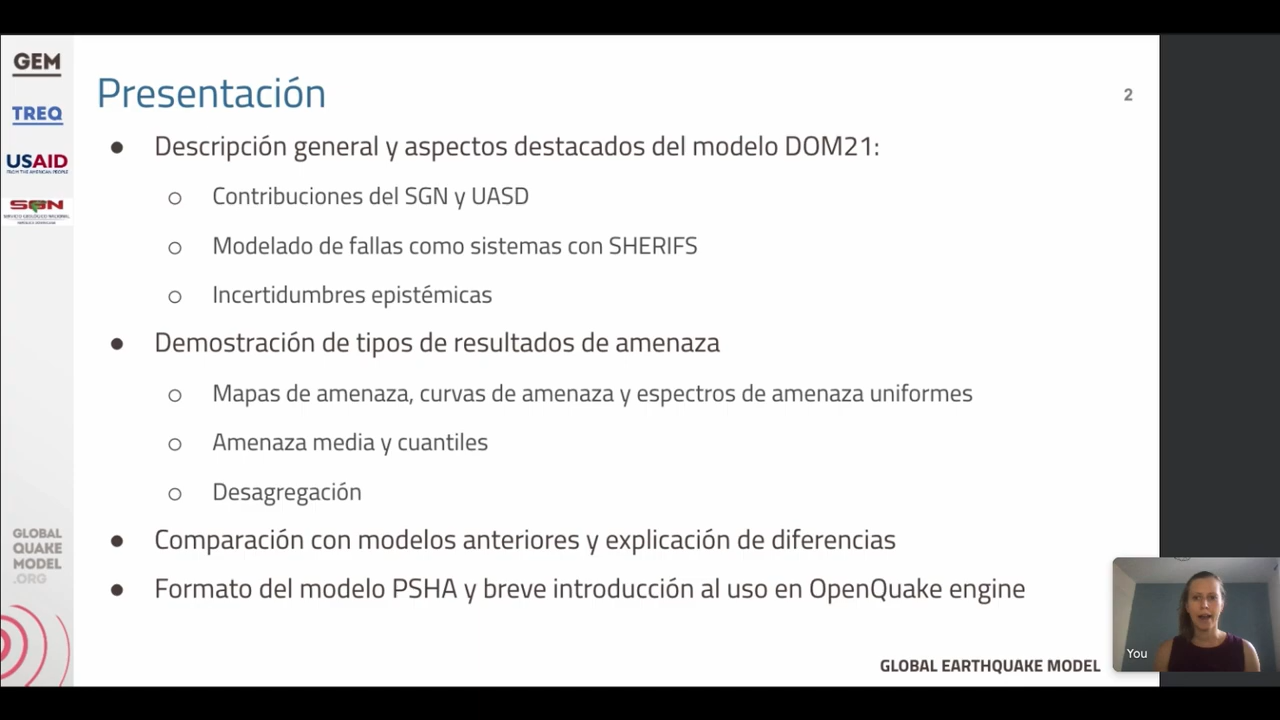 GEM
TREQ
USAID
FROM THE AMERICAN PEOPLE
SGN
SERVICIO GEOLÓGICO NACIONAL
Presentación
2
● Descripción general y aspectos destacados del modelo DOM21:
○ Contribuciones del SGN y UASD
○ Modelado de fallas como sistemas con SHERIFS
○ Incertidumbres epistémicas
● Demostración de tipos de resultados de amenaza
○ Mapas de amenaza, curvas de amenaza y espectros de amenaza uniformes
○ Amenaza media y cuantiles
○ Desagregación
● Comparación con modelos anteriores y explicación de diferencias
● Formato del modelo PSHA y breve introducción al uso en OpenQuake engine
GLOBAL
QUAKE
MODEL
.ORG
GLOBAL EARTHQUAKE MODEL
You